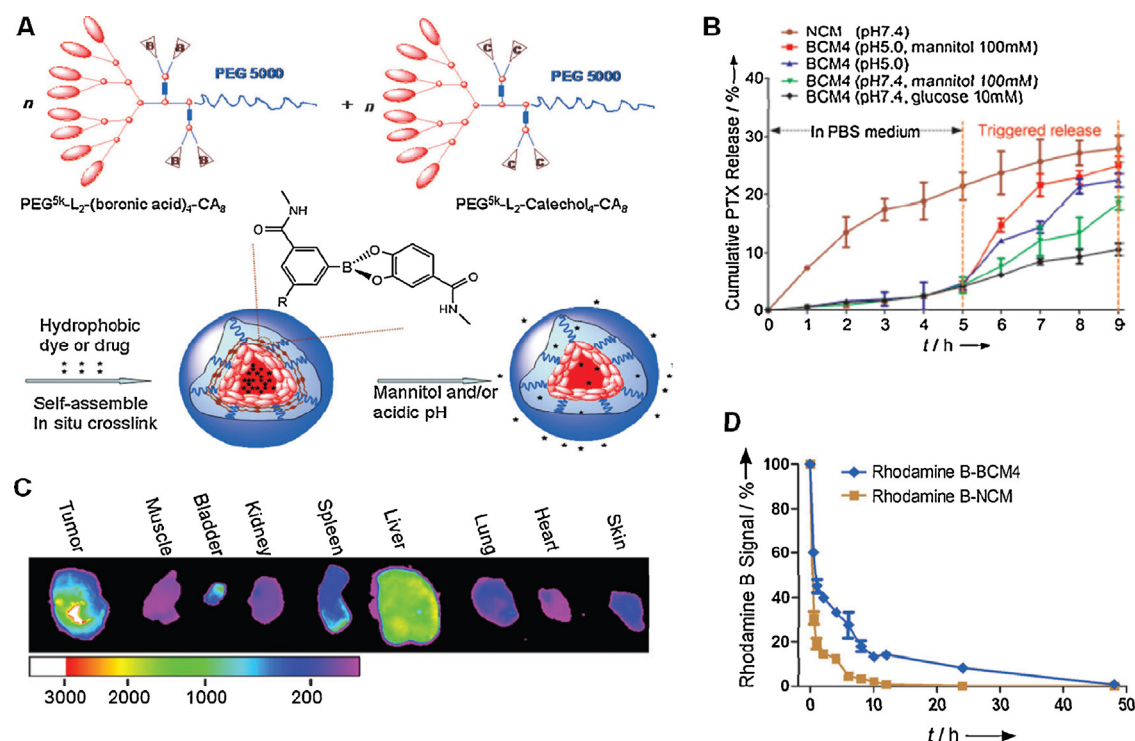 A
B
B
B
B
PEG 5000
n
+ n
C
C
C
C
PEG 5000
PEG5k-L2-(boronic acid)4-CA8
PEG5k-L2-Catechol4-CA8
NH
O
R
B
O
O
O
HN
Hydrophobic
dye or drug
* * *
* * *
Self-assemble
In situ crosslink
Mannitol and/or
acidic pH
B
NCM (pH7.4)
BCM4 (pH5.0, mannitol 100mM)
BCM4 (pH5.0)
BCM4 (pH7.4, mannitol 100mM)
BCM4 (pH7.4, glucose 10mM)
Cumulative PTX Release / %
40
30
20
10
0
In PBS medium
Triggered release
0 1 2 3 4 5 6 7 8 9
t / h
C
Tumor
Muscle
Bladder
Kidney
Spleen
Liver
Lung
Heart
Skin
3000 2000 1000 200
D
Rhodamine B Signal / %
100
80
60
40
20
0
Rhodamine B-BCM4
Rhodamine B-NCM
0 10 20 30 40 50
t / h